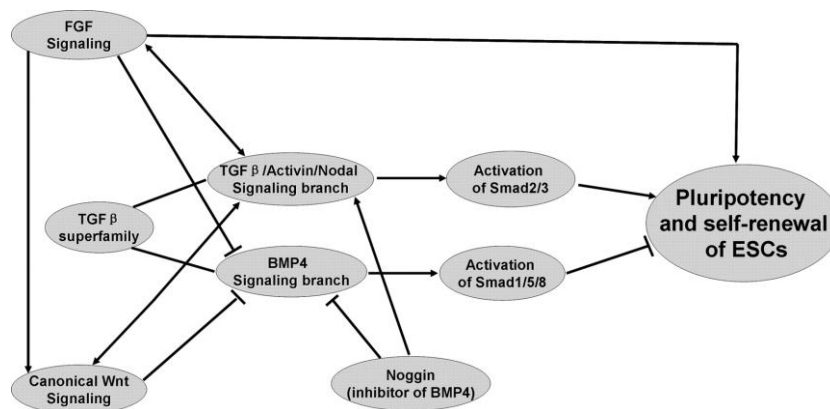 FGF
Signaling
TGF β /Activin/Nodal
Signaling branch
Activation
of Smad2/3
Pluripotency
and self-renewal
of ESCs
TGF β
superfamily
BMP4
Signaling branch
Activation
of Smad1/5/8
Canonical Wnt
Signaling
Noggin
(inhibitor of BMP4)